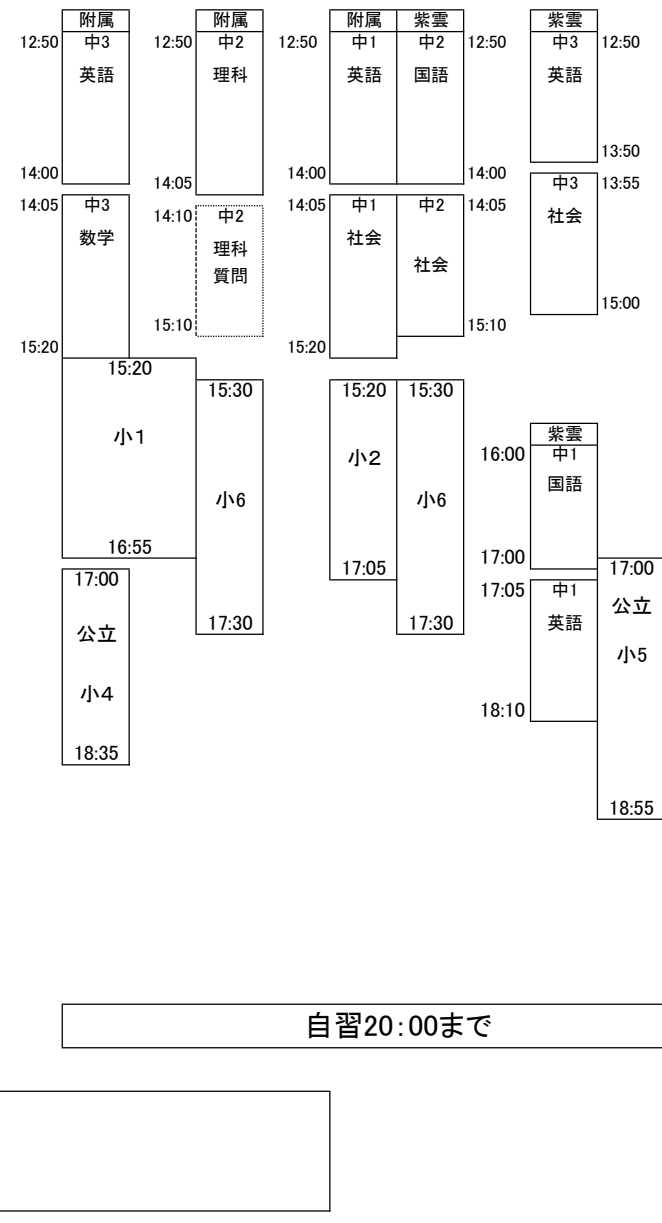 附属 附属 附属 紫雲 紫雲
12:50 中3 12:50 中2 12:50 中1 中2 12:50 中3 12:50
英語 理科 英語 国語 英語
13:50
14:00 14:05 14:00 14:00 中3 13:55
14:05 中3 14:10 中2 14:05 中1 中2 14:05 社会
数学 理科 社会 社会
質問
15:00
15:10 15:10
15:20 15:20
15:20 15:30 15:20 15:30
小1 小2 紫雲
16:00 中1
国語
小6 小6
16:55 17:00
17:00 17:05 17:00
17:05 中1 公立
公立 17:30 17:30 英語 小5
小4
18:10
18:35
18:55
自習20:00まで